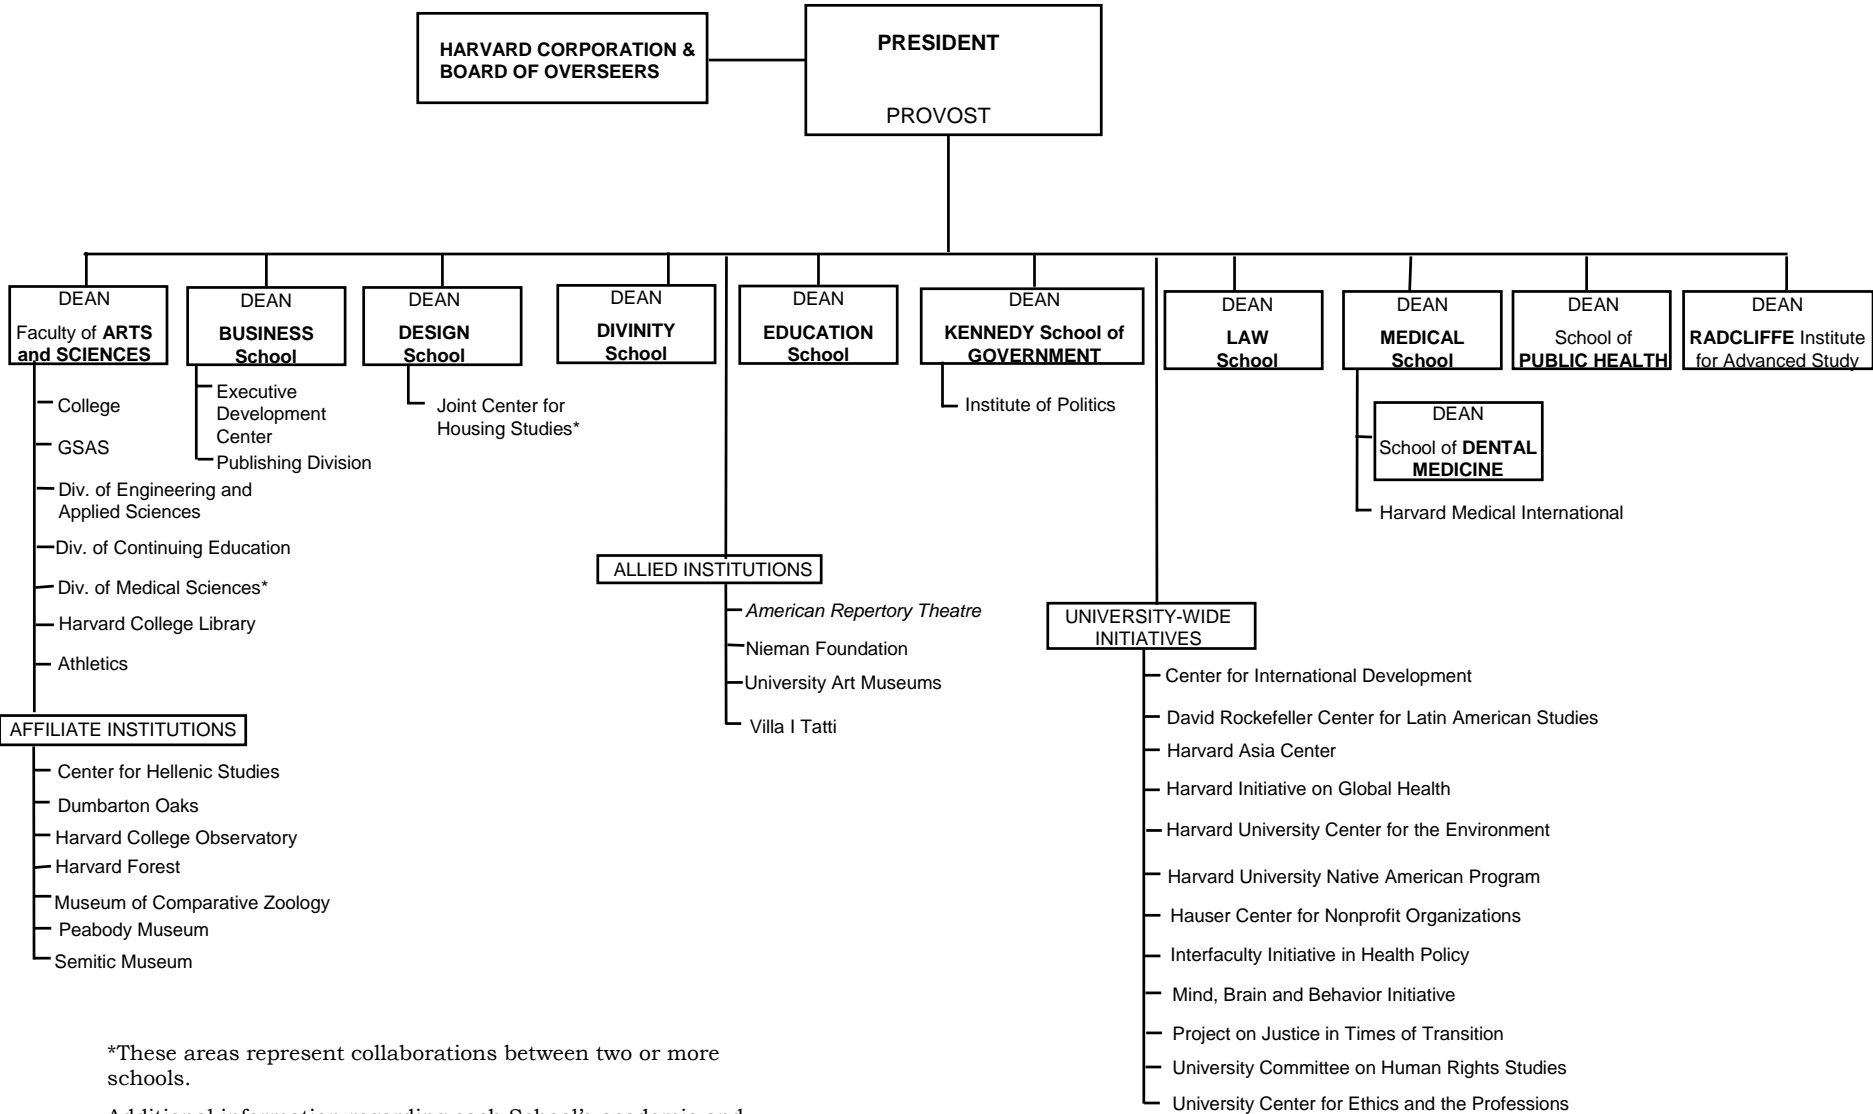 HARVARD CORPORATION &
BOARD OF OVERSEERS
PRESIDENT
PROVOST
DEAN
Faculty of ARTS
and SCIENCES
College
GSAS
Div. of Engineering and
Applied Sciences
Div. of Continuing Education
Div. of Medical Sciences*
Harvard College Library
Athletics
AFFILIATE INSTITUTIONS
Center for Hellenic Studies
Dumbarton Oaks
Harvard College Observatory
Harvard Forest
Museum of Comparative Zoology
Peabody Museum
Semitic Museum
DEAN
BUSINESS
School
Executive
Development
Center
Publishing Division
DEAN
DESIGN
School
Joint Center for
Housing Studies*
DEAN
DIVINITY
School
ALLIED INSTITUTIONS
American Repertory Theatre
Nieman Foundation
University Art Museums
Villa I Tatti
DEAN
EDUCATION
School
DEAN
KENNEDY School of
GOVERNMENT
Institute of Politics
UNIVERSITY-WIDE
INITIATIVES
Center for International Development
David Rockefeller Center for Latin American Studies
Harvard Asia Center
Harvard Initiative on Global Health
Harvard University Center for the Environment
Harvard University Native American Program
Hauser Center for Nonprofit Organizations
Interfaculty Initiative in Health Policy
Mind, Brain and Behavior Initiative
Project on Justice in Times of Transition
University Committee on Human Rights Studies
University Center for Ethics and the Professions
DEAN
LAW
School
DEAN
MEDICAL
School
DEAN
School of DENTAL
MEDICINE
Harvard Medical International
DEAN
School of
PUBLIC HEALTH
DEAN
RADCLIFFE Institute
for Advanced Study
*These areas represent collaborations between two or more
schools.
Additional information regarding each School's academic and